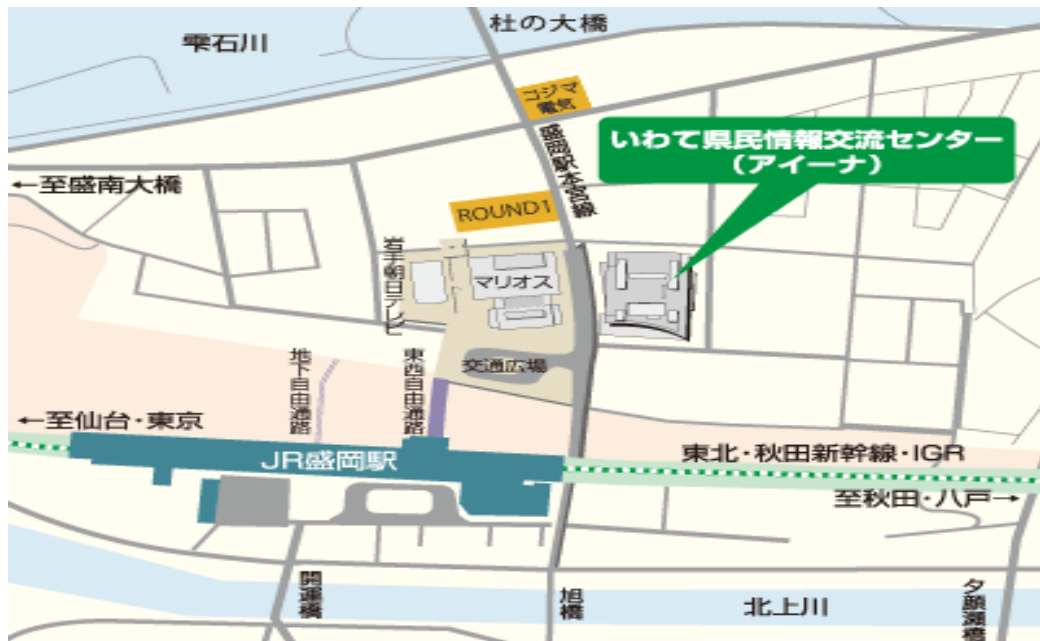 杜の大橋
雫石川
コジマ
電気
盛岡駅本宮線
いわて県民情報交流センター
(アイーナ)
←至盛南大橋
ROUND1
岩手朝日テレビ
マリオス
交通広場
地下自由通路
東西自由通路
←至仙台・東京
JR盛岡駅
東北・秋田新幹線・IGR
至秋田・八戸→
開運橋
旭橋
北上川
夕顔瀬橋